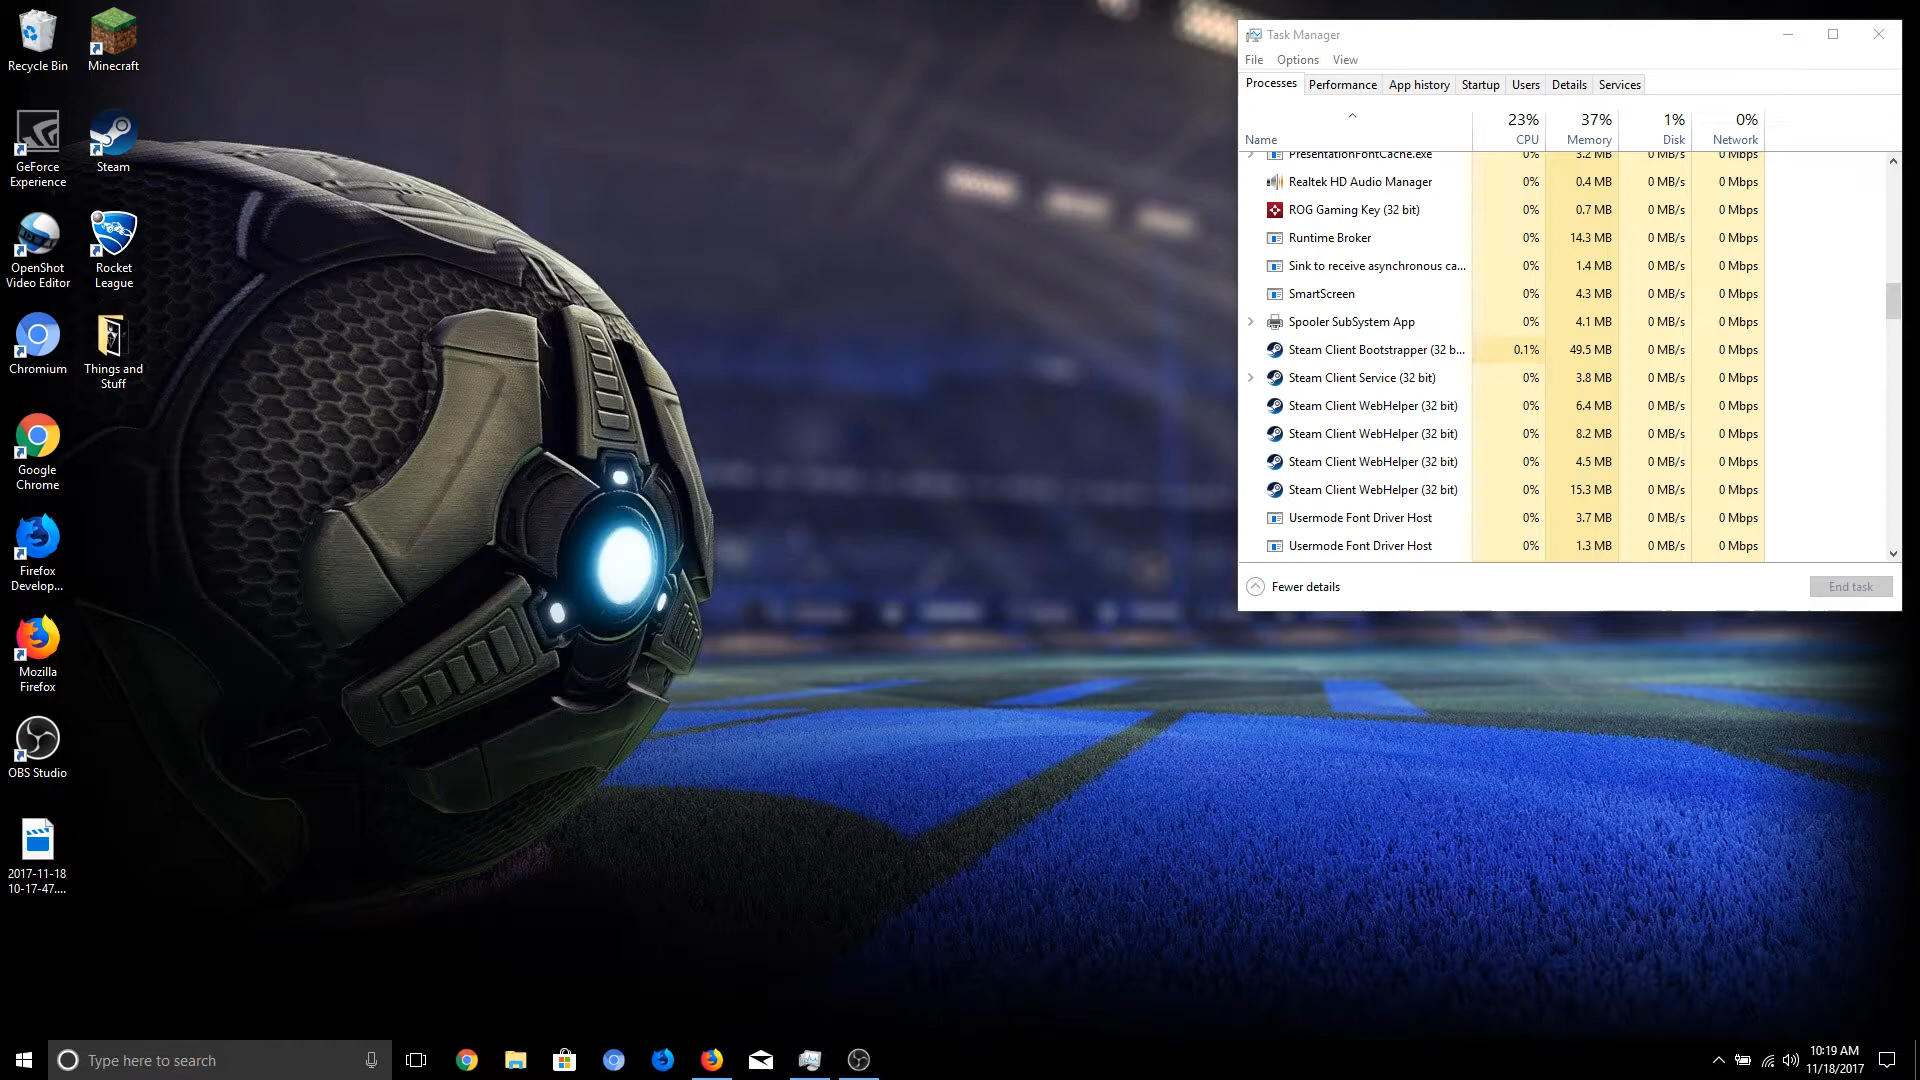 Recycle Bin
Minecraft
GeForce
Experience
Steam
OpenShot
Video Editor
Rocket
League
Chromium
Things and
Stuff
Google
Chrome
Firefox
Develop...
Mozilla
Firefox
OBS Studio
2017-11-18
10-17-47....
Task Manager
File Options View
Processes Performance App history Startup Users Details Services
23% 37% 1% 0%
Name CPU Memory Disk Network
PresentationFontCache.exe 0% 3.2 MB 0 MB/s 0 Mbps
Realtek HD Audio Manager 0% 0.4 MB 0 MB/s 0 Mbps
ROG Gaming Key (32 bit) 0% 0.7 MB 0 MB/s 0 Mbps
Runtime Broker 0% 14.3 MB 0 MB/s 0 Mbps
Sink to receive asynchronous ca... 0% 1.4 MB 0 MB/s 0 Mbps
SmartScreen 0% 4.3 MB 0 MB/s 0 Mbps
Spooler SubSystem App 0% 4.1 MB 0 MB/s 0 Mbps
Steam Client Bootstrapper (32 b... 0.1% 49.5 MB 0 MB/s 0 Mbps
Steam Client Service (32 bit) 0% 3.8 MB 0 MB/s 0 Mbps
Steam Client WebHelper (32 bit) 0% 6.4 MB 0 MB/s 0 Mbps
Steam Client WebHelper (32 bit) 0% 8.2 MB 0 MB/s 0 Mbps
Steam Client WebHelper (32 bit) 0% 4.5 MB 0 MB/s 0 Mbps
Steam Client WebHelper (32 bit) 0% 15.3 MB 0 MB/s 0 Mbps
Usermode Font Driver Host 0% 3.7 MB 0 MB/s 0 Mbps
Usermode Font Driver Host 0% 1.3 MB 0 MB/s 0 Mbps
Fewer details End task
Type here to search
10:19 AM
11/18/2017